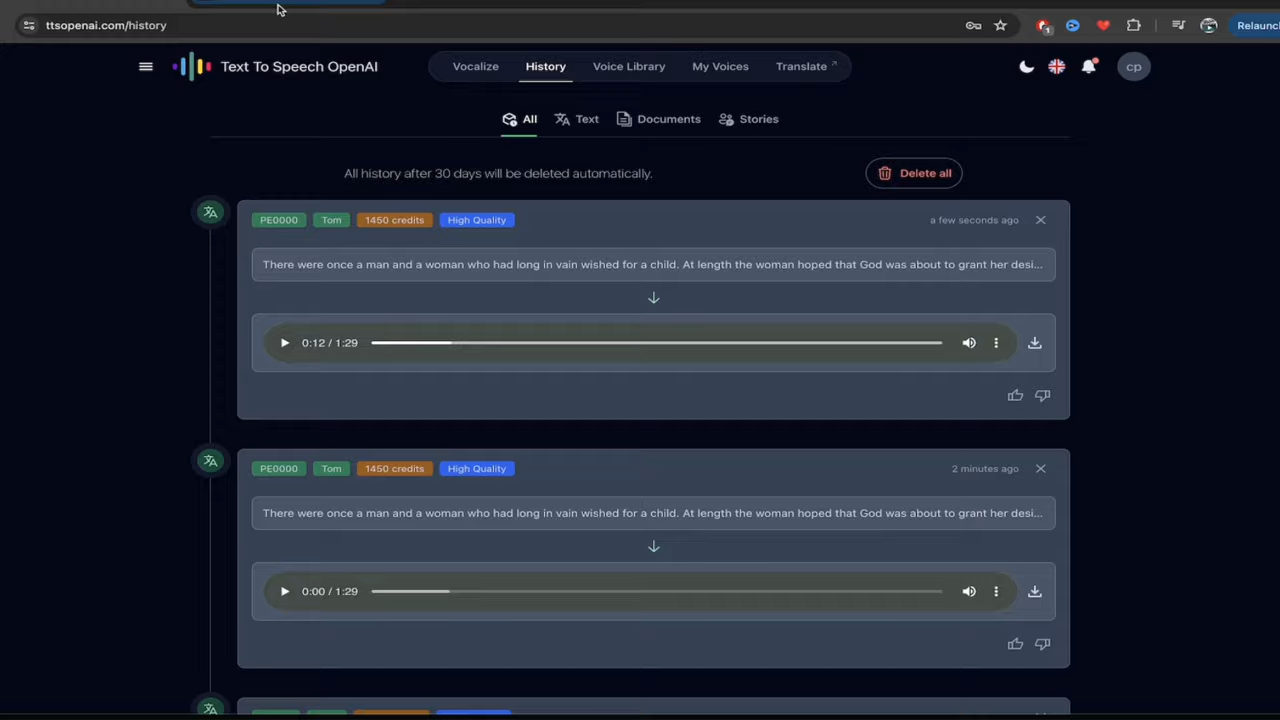 ttsopenai.com/history
1
Relaunch
Text To Speech OpenAI
Vocalize
History
Voice Library
My Voices
Translate
cp
All
Text
Documents
Stories
All history after 30 days will be deleted automatically.
Delete all
PE0000 Tom 1450 credits High Quality
a few seconds ago
There were once a man and a woman who had long in vain wished for a child. At length the woman hoped that God was about to grant her desi...
0:12 / 1:29
PE0000 Tom 1450 credits High Quality
2 minutes ago
There were once a man and a woman who had long in vain wished for a child. At length the woman hoped that God was about to grant her desi...
0:00 / 1:29